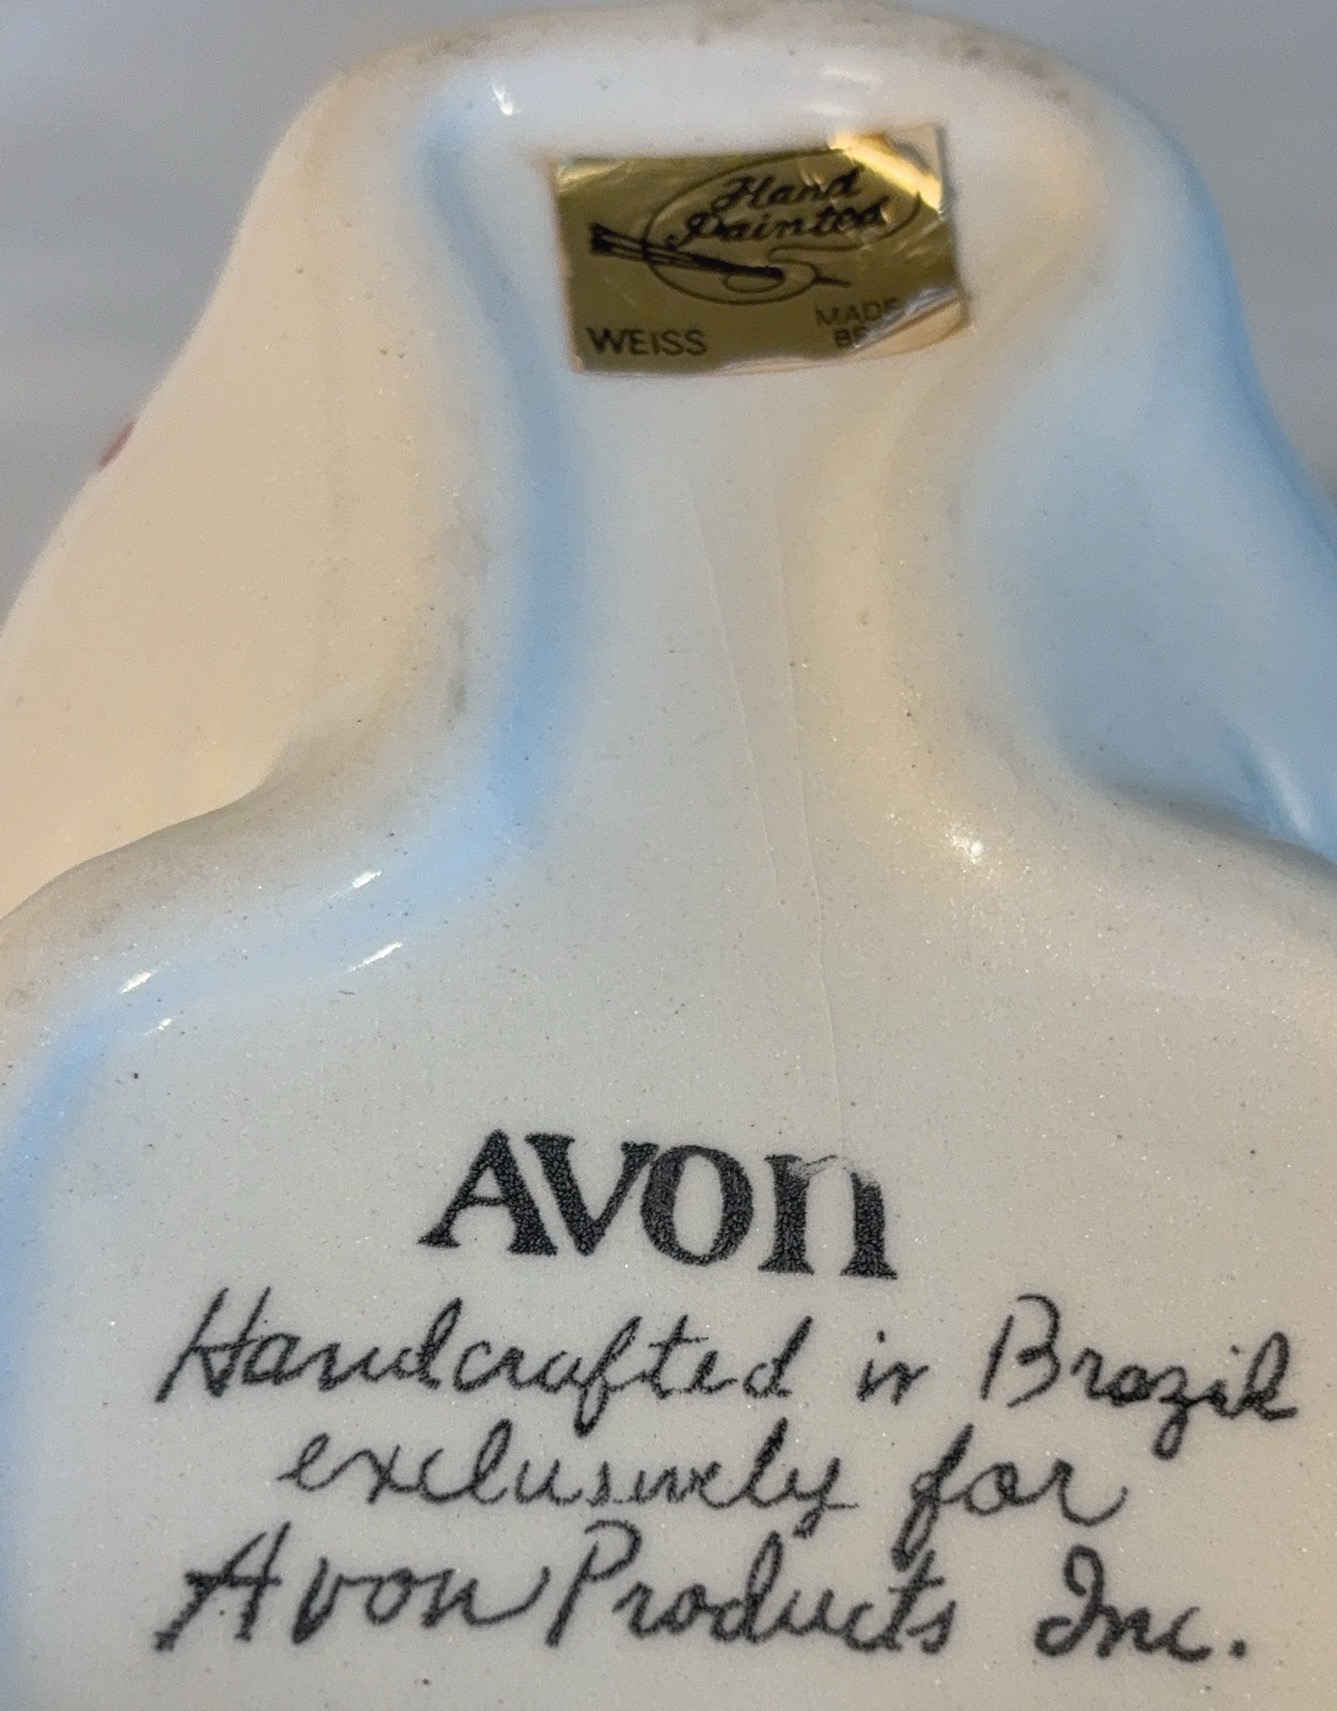 Hand
Painted
WEISS
MADE
AVON
Handcrafted in Brazil
exclusively for
Avon Products Inc.